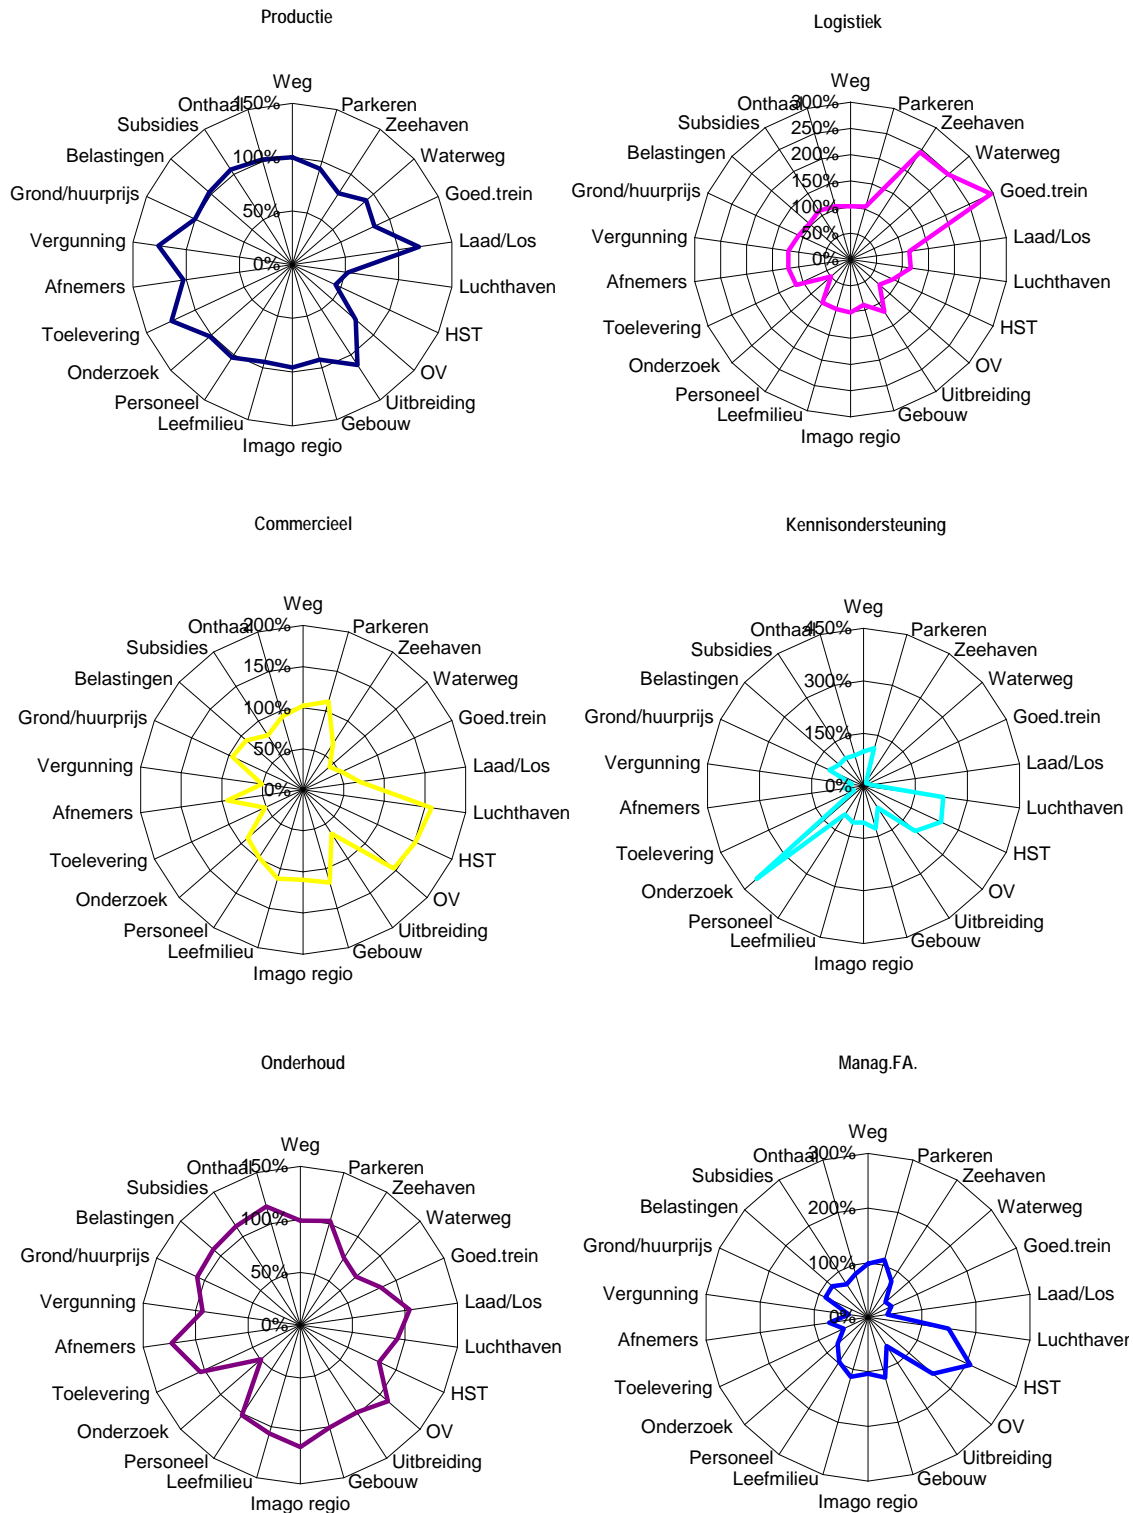 Productie
Weg
150%
Onthaal
Parkeren
Subsidies
Zeehaven
Belastingen
100%
Waterweg
Grond/huurprijs
50%
Goed.trein
Vergunning
0%
Laad/Los
Afnemers
Luchthaven
Toelevering
HST
Onderzoek
OV
Personeel
Uitbreiding
Leefmilieu
Gebouw
Imago regio
Logistiek
Weg
300%
Onthaal
Parkeren
250%
Subsidies
Zeehaven
200%
Belastingen
Waterweg
150%
Grond/huurprijs
100%
Goed.trein
50%
Vergunning
0%
Laad/Los
Afnemers
Luchthaven
Toelevering
HST
Onderzoek
OV
Personeel
Uitbreiding
Leefmilieu
Gebouw
Imago regio
Commercieel
Weg
200%
Onthaal
Parkeren
Subsidies
Zeehaven
150%
Belastingen
Waterweg
100%
Grond/huurprijs
Goed.trein
50%
Vergunning
Laad/Los
0%
Afnemers
Luchthaven
Toelevering
HST
Onderzoek
OV
Personeel
Uitbreiding
Leefmilieu
Gebouw
Imago regio
Kennisondersteuning
Weg
450%
Onthaal
Parkeren
Subsidies
Zeehaven
300%
Belastingen
Waterweg
Grond/huurprijs
Goed.trein
150%
Vergunning
Laad/Los
0%
Afnemers
Luchthaven
Toelevering
HST
Onderzoek
OV
Personeel
Uitbreiding
Leefmilieu
Gebouw
Imago regio
Onderhoud
Weg
150%
Onthaal
Parkeren
Subsidies
Zeehaven
Belastingen
100%
Waterweg
Grond/huurprijs
Goed.trein
50%
Vergunning
Laad/Los
0%
Afnemers
Luchthaven
Toelevering
HST
Onderzoek
OV
Personeel
Uitbreiding
Leefmilieu
Gebouw
Imago regio
Manag.FA.
Weg
300%
Onthaal
Parkeren
Subsidies
Zeehaven
200%
Belastingen
Waterweg
Grond/huurprijs
Goed.trein
100%
Vergunning
Laad/Los
0%
Afnemers
Luchthaven
Toelevering
HST
Onderzoek
OV
Personeel
Uitbreiding
Leefmilieu
Gebouw
Imago regio